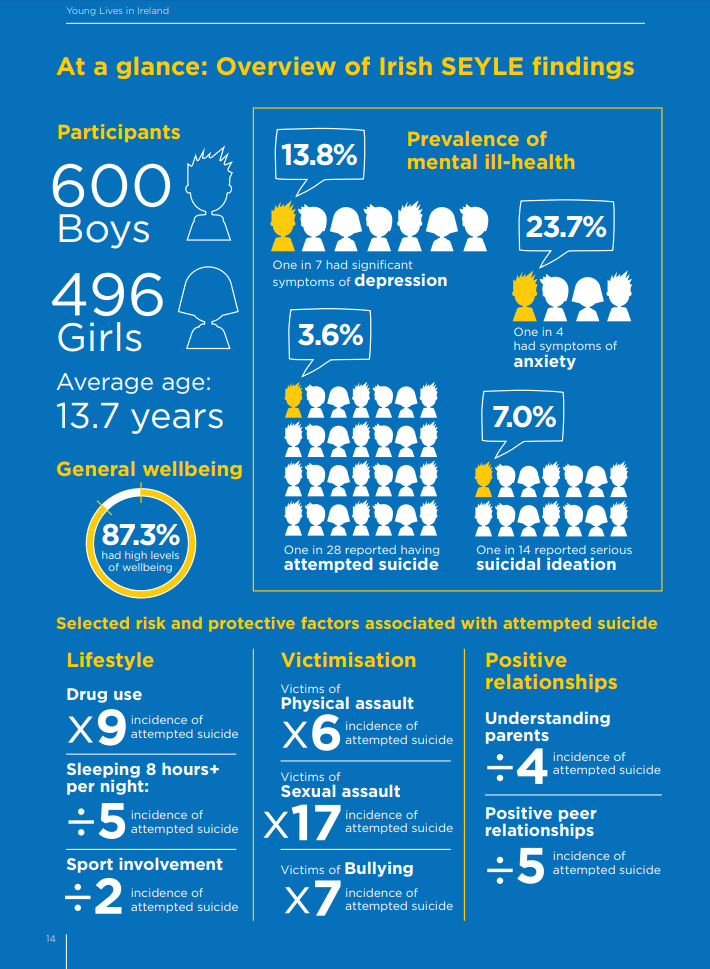 Young Lives in Ireland
At a glance: Overview of Irish SEYLE findings
Participants
600
Boys
496
Girls
Average age:
13.7 years
General wellbeing
87.3%
had high levels
of wellbeing
Prevalence of
mental ill-health
13.8%
One in 7 had significant
symptoms of depression
23.7%
One in 4
had symptoms of
anxiety
3.6%
One in 28 reported having
attempted suicide
7.0%
One in 14 reported serious
suicidal ideation
Selected risk and protective factors associated with attempted suicide
Lifestyle
Drug use
x9 incidence of
attempted suicide
Sleeping 8 hours+
per night:
÷5 incidence of
attempted suicide
Sport involvement
÷2 incidence of
attempted suicide
Victimisation
Victims of
Physical assault
x6 incidence of
attempted suicide
Victims of
Sexual assault
x17 incidence of
attempted suicide
Victims of Bullying
x7 incidence of
attempted suicide
Positive
relationships
Understanding
parents
÷4 incidence of
attempted suicide
Positive peer
relationships
÷5 incidence of
attempted suicide
14